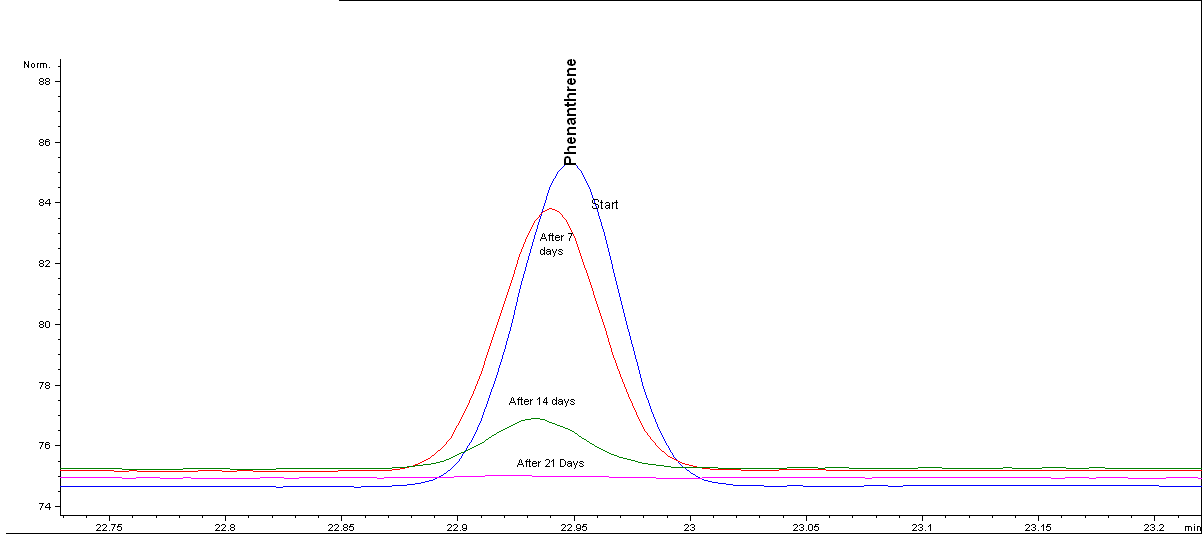 Norm.
Phenanthrene
88
86
84
82
80
78
76
74
Start
After 7
days
After 14 days
After 21 Days
22.75 22.8 22.85 22.9 22.95 23 23.05 23.1 23.15 23.2 min